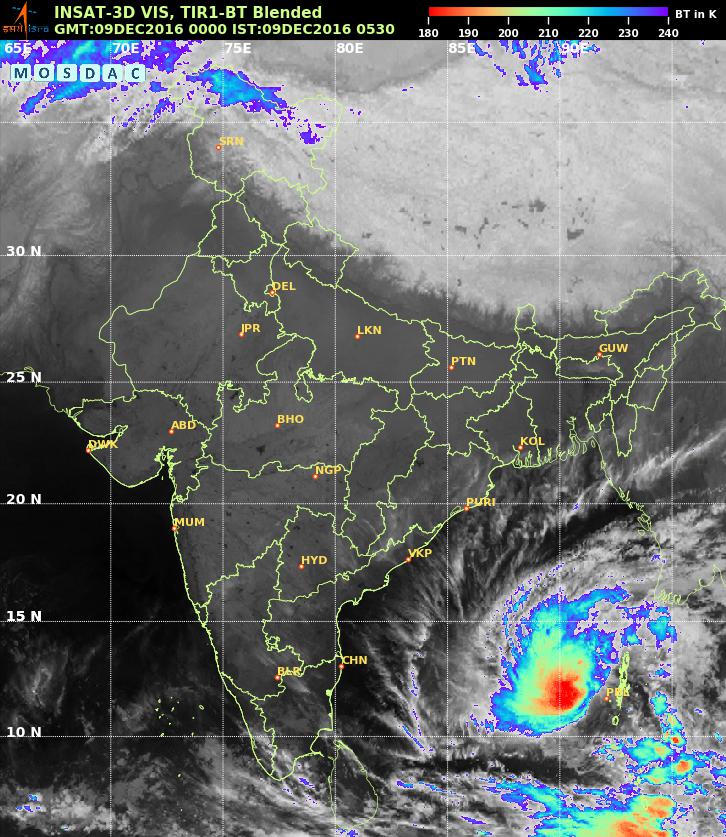 INSAT-3D VIS, TIR1-BT Blended
GMT:09DEC2016 0000 IST:09DEC2016 0530
BT in K
180 190 200 210 220 230 240
65E 70E 75E 80E 85E 90E
MOSDAC
SRN
30 N
DEL
JPR
LKN
GUW
PTN
25 N
ABD
BHO
DWK
KOL
NGP
20 N
PURI
MUM
VKP
HYD
15 N
CHN
BLR
10 N